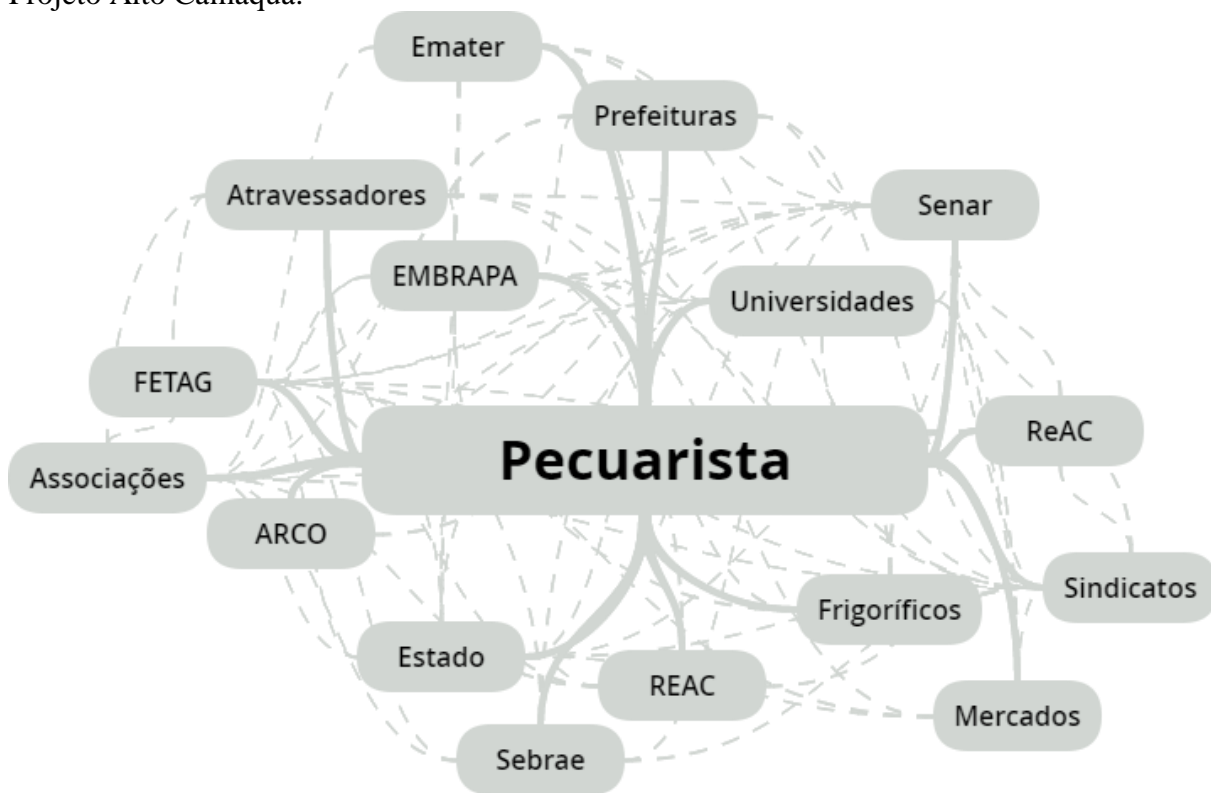 Projeto Alto Camaquã.
Emater
Prefeituras
Atravessadores
Senar
EMBRAPA
Universidades
FETAG
ReAC
Pecuarista
Associações
ARCO
Sindicatos
Frigoríficos
Estado
REAC
Mercados
Sebrae